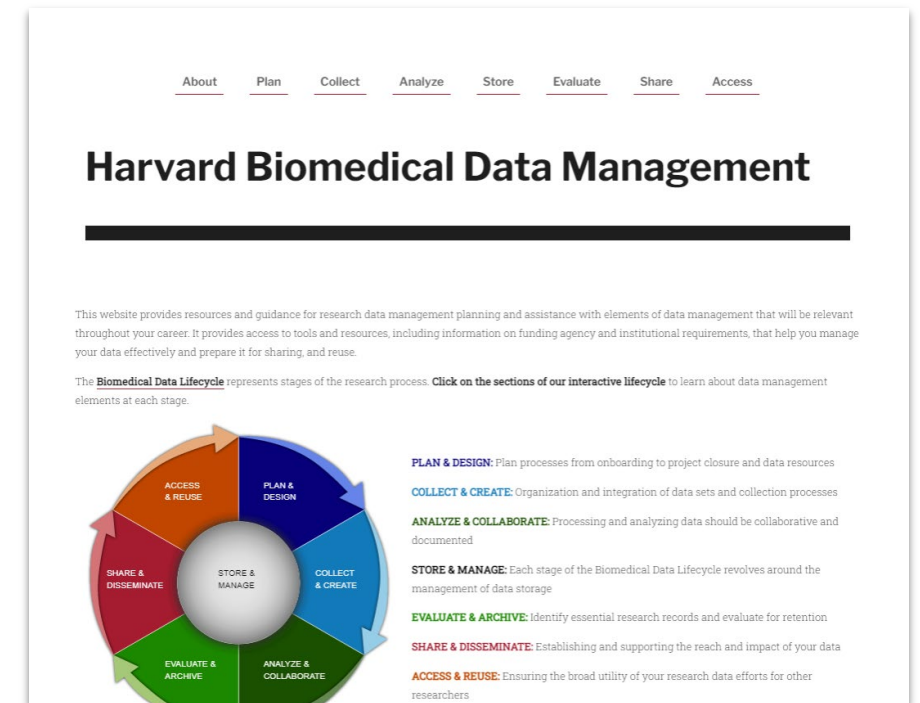 About Plan Collect Analyze Store Evaluate Share Access
Harvard Biomedical Data Management
This website provides resources and guidance for research data management planning and assistance with elements of data management that will be relevant
throughout your career. It provides access to tools and resources, including information on funding agency and institutional requirements, that help you manage
your data effectively and prepare it for sharing, and reuse.
The Biomedical Data Lifecycle represents stages of the research process. Click on the sections of our interactive lifecycle to learn about data management
elements at each stage.
ACCESS
& REUSE
PLAN &
DESIGN
SHARE &
DISSEMINATE
STORE &
MANAGE
COLLECT
& CREATE
EVALUATE &
ARCHIVE
ANALYZE &
COLLABORATE
PLAN & DESIGN: Plan processes from onboarding to project closure and data resources
COLLECT & CREATE: Organization and integration of data sets and collection processes
ANALYZE & COLLABORATE: Processing and analyzing data should be collaborative and
documented
STORE & MANAGE: Each stage of the Biomedical Data Lifecycle revolves around the
management of data storage
EVALUATE & ARCHIVE: Identify essential research records and evaluate for retention
SHARE & DISSEMINATE: Establishing and supporting the reach and impact of your data
ACCESS & REUSE: Ensuring the broad utility of your research data efforts for other
researchers